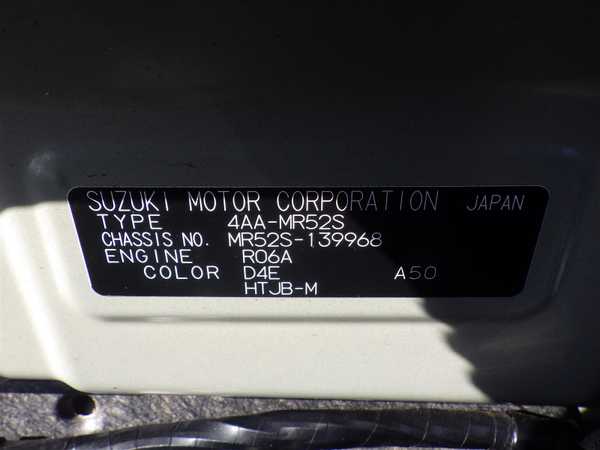 SUZUKI MOTOR CORPORATION JAPAN
TYPE 4AA-MR52S
CHASSIS NO. MR52S-139968
ENGINE R06A
COLOR D4E A50
HTJB-M